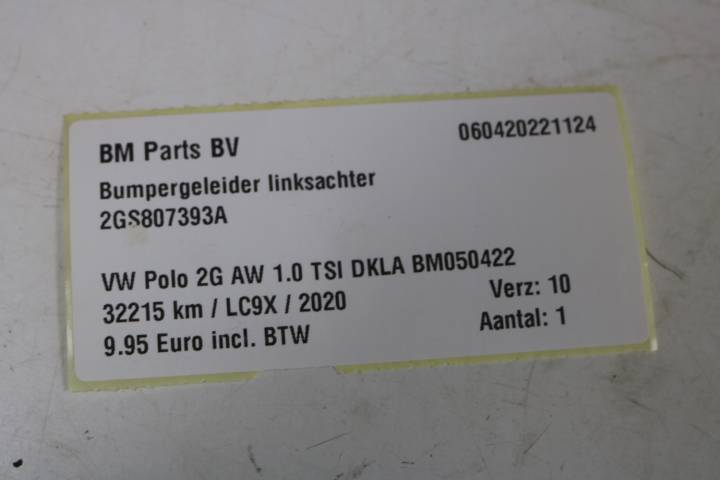 BM Parts BV
060420221124
Bumpergeleider linksachter
2GS807393A
VW Polo 2G AW 1.0 TSI DKLA BM050422
32215 km / LC9X / 2020
Verz: 10
9.95 Euro incl. BTW
Aantal: 1